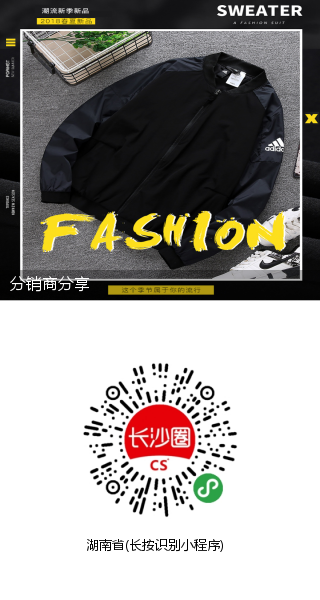 潮流新季新品
2018春夏新品
SWEATER
A FASHION SUIT
adidas
FASHION
分销商分享
这个季节属于你的流行
长沙圈
CS
湖南省(长按识别小程序)